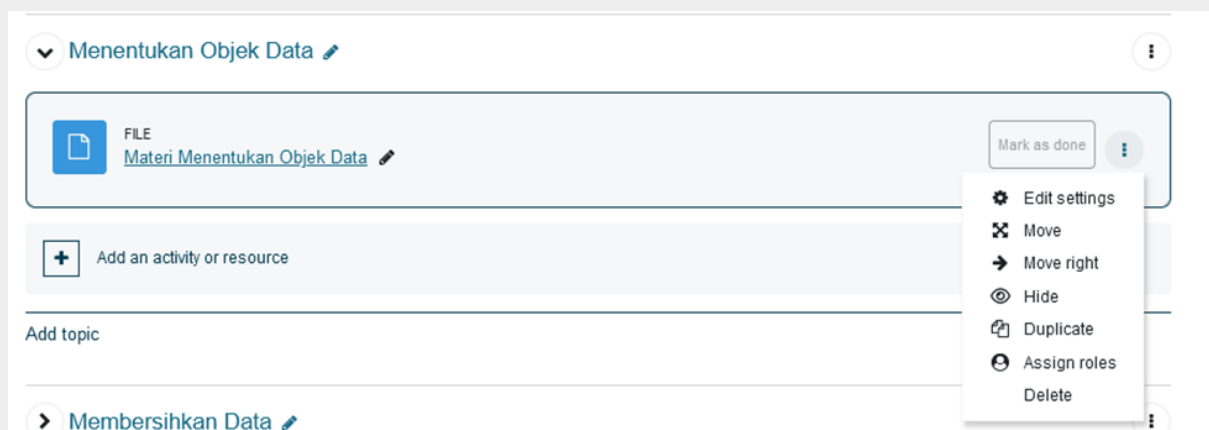 Menentukan Objek Data
FILE
Materi Menentukan Objek Data
Mark as done
Edit settings
Move
Move right
Hide
Duplicate
Assign roles
Delete
Add an activity or resource
Add topic
Membersihkan Data